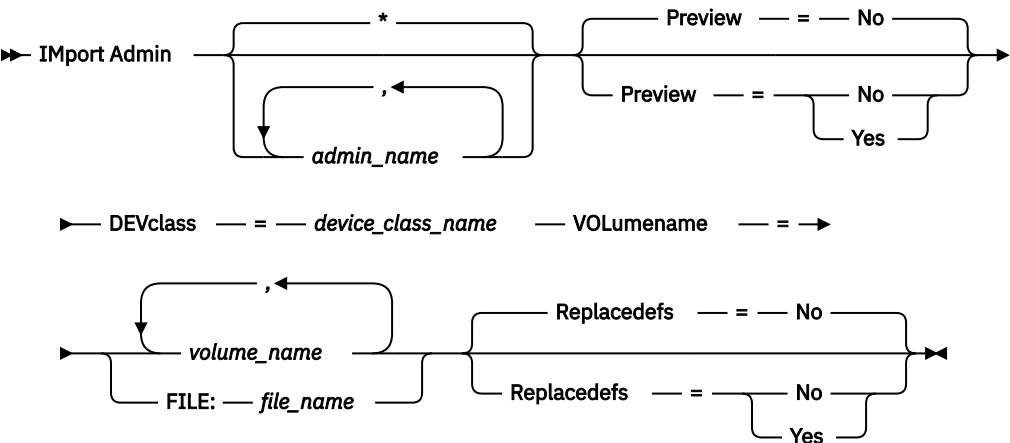 *
Preview = No
IMport Admin
,
Preview = No
Yes
admin_name
DEVclass = device_class_name VOLumename =
,
Replacedefs = No
volume_name
FILE: file_name
Replacedefs = No
Yes